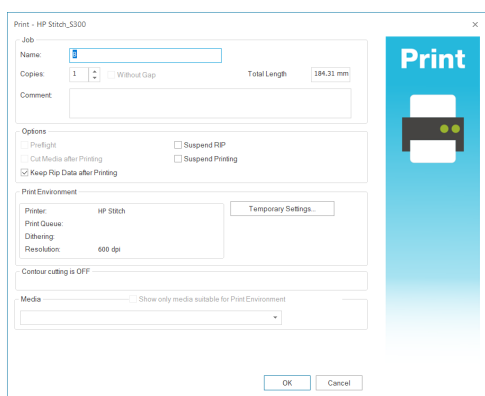 Print - HP Stitch_S300
Job
Name:
Copies: 1 Without Gap Total Length 184.31 mm
Comment:
Print
Options
Preflight Suspend RIP
Cut Media after Printing Suspend Printing
Keep Rip Data after Printing
Print Environment
Printer: HP Stitch Temporary Settings...
Print Queue:
Dithering:
Resolution: 600 dpi
Contour cutting is OFF
Media Show only media suitable for Print Environment
OK Cancel